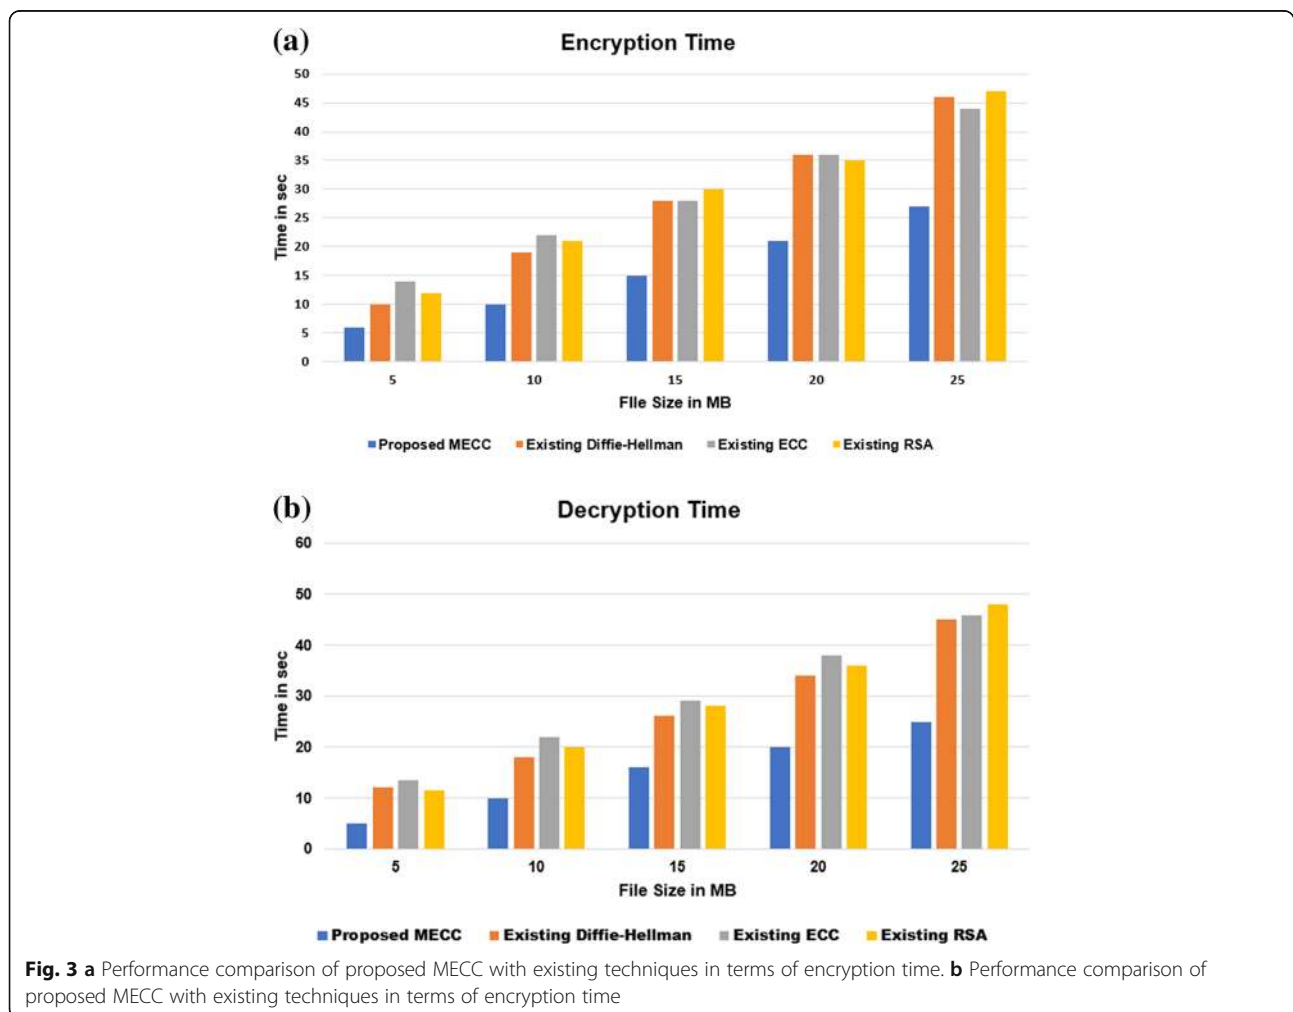 (a)
Encryption Time
50
45
40
35
30
25
20
15
10
5
0
Time in sec
5 10 15 20 25
FIle Size in MB
Proposed MECC Existing Diffie-Hellman Existing ECC Existing RSA
(b)
Decryption Time
60
50
40
30
20
10
0
Time in sec
5 10 15 20 25
File Size in MB
Proposed MECC Existing Diffie-Hellman Existing ECC Existing RSA
Fig. 3 a Performance comparison of proposed MECC with existing techniques in terms of encryption time. b Performance comparison of
proposed MECC with existing techniques in terms of encryption time